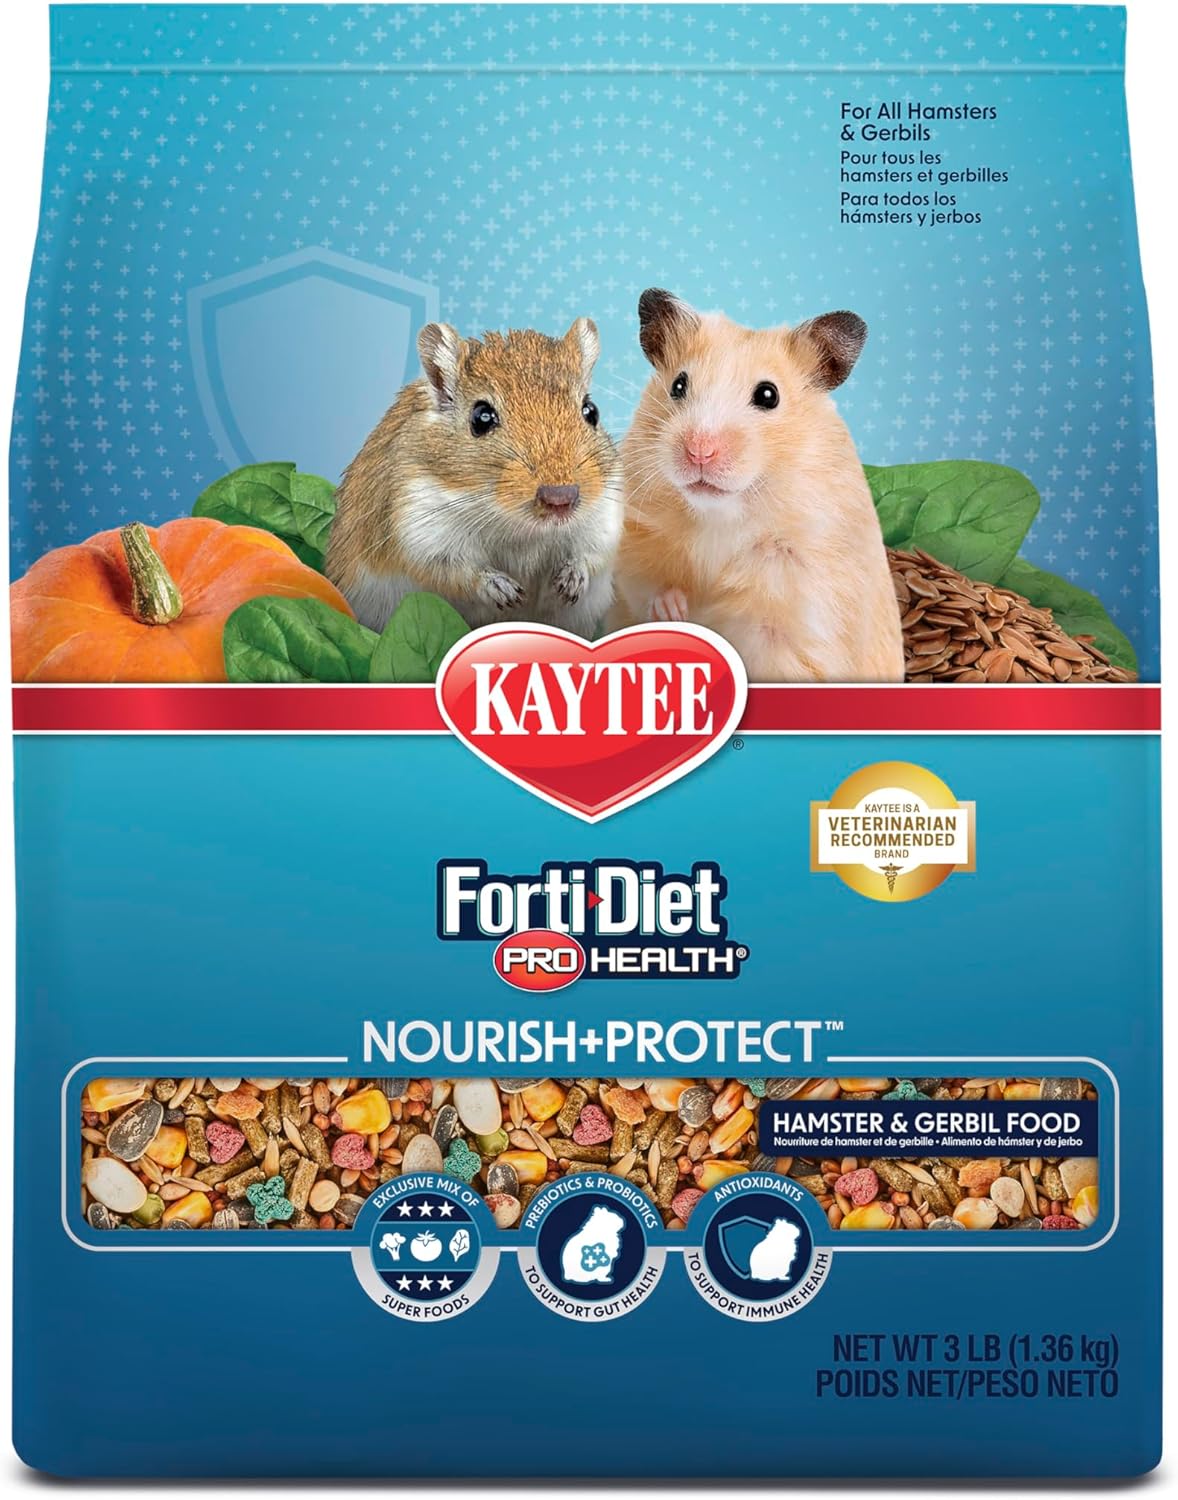 For All Hamsters
& Gerbils
Pour tous les
hamsters et gerbilles
Para todos los
hámsters y jerbos
KAYTEE
®
KAYTEE IS A
VETERINARIAN
RECOMMENDED
BRAND
Forti Diet
PRO HEALTH®
NOURISH+PROTECT™
HAMSTER & GERBIL FOOD
Nourriture de hamster et de gerbille • Alimento de hámster y de jerbo
EXCLUSIVE MIX OF
SUPER FOODS
PREBIOTICS & PROBIOTICS
TO SUPPORT GUT HEALTH
ANTIOXIDANTS
TO SUPPORT IMMUNE HEALTH
NET WT 3 LB (1.36 kg)
POIDS NET/PESO NETO